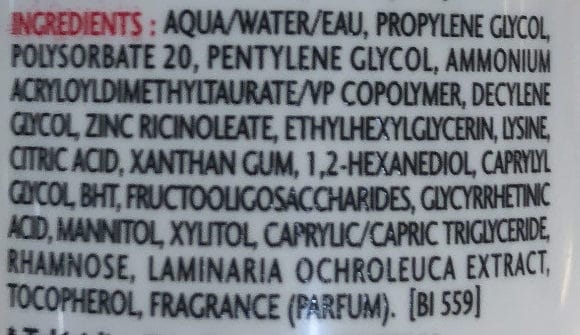 INGREDIENTS : AQUA/WATER/EAU, PROPYLENE GLYCOL,
POLYSORBATE 20, PENTYLENE GLYCOL, AMMONIUM
ACRYLOYLDIMETHYLTAURATE/VP COPOLYMER, DECYLENE
GLYCOL, ZINC RICINOLEATE, ETHYLHEXYLGLYCERIN, LYSINE,
CITRIC ACID, XANTHAN GUM, 1,2-HEXANEDIOL, CAPRYLYL
GLYCOL, BHT, FRUCTOOLIGOSACCHARIDES, GLYCYRRHETINIC
ACID, MANNITOL, XYLITOL, CAPRYLIC/CAPRIC TRIGLYCERIDE,
RHAMNOSE, LAMINARIA OCHROLEUCA EXTRACT,
TOCOPHEROL, FRAGRANCE (PARFUM). [BI 559]